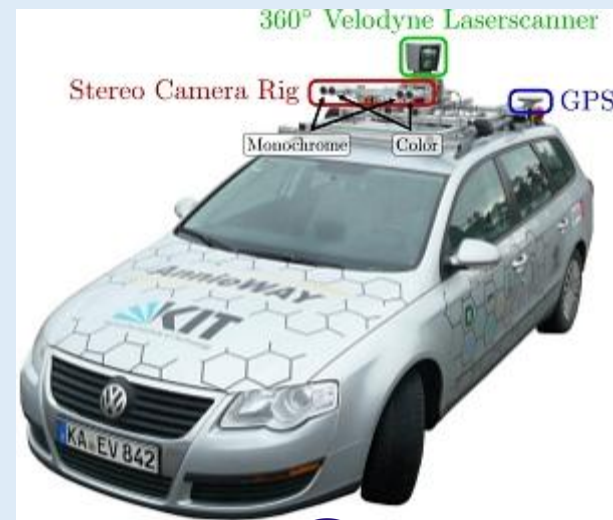 360° Velodyne Laserscanner
Stereo Camera Rig
GPS
Monochrome
Color
AnnieWAY
KIT
KA EV 842